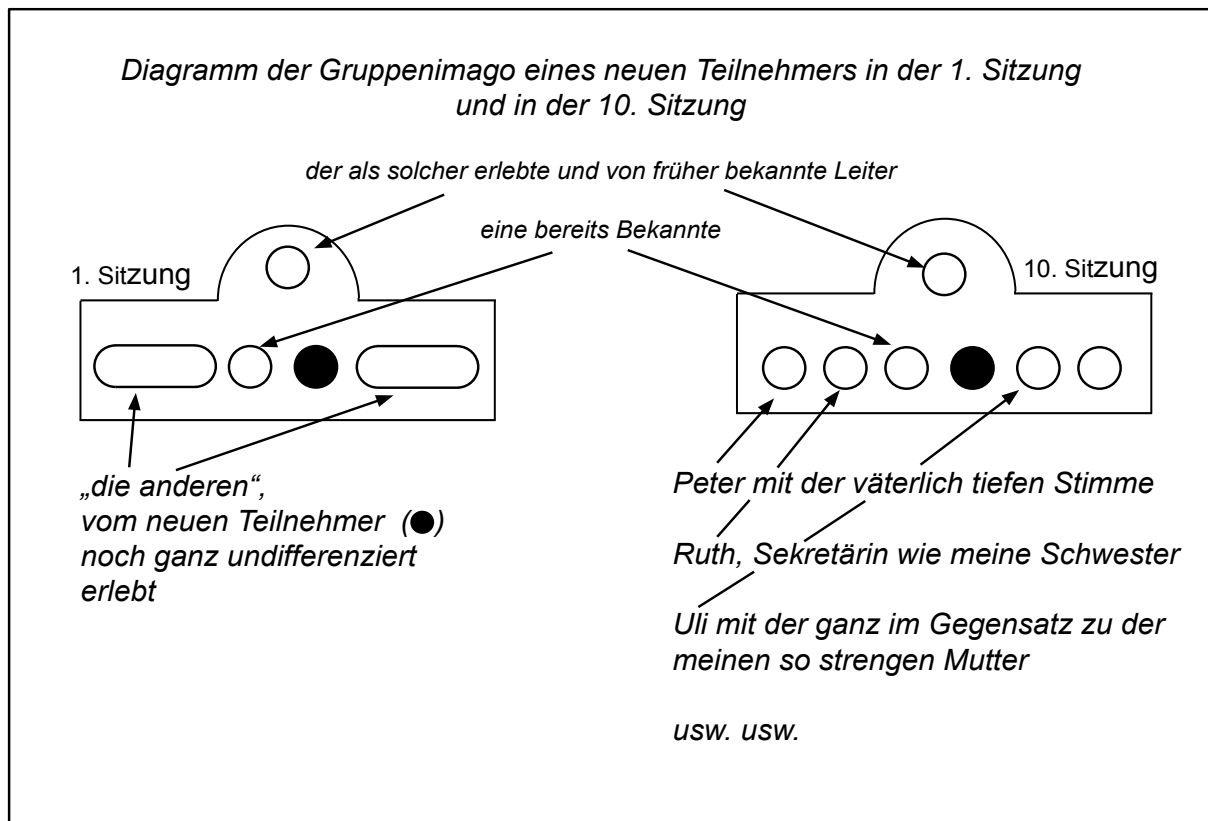 Diagramm der Gruppenimago eines neuen Teilnehmers in der 1. Sitzung
und in der 10. Sitzung
der als solcher erlebte und von früher bekannte Leiter
eine bereits Bekannte
1. Sitzung
10. Sitzung
„die anderen“,
vom neuen Teilnehmer (●)
noch ganz undifferenziert
erlebt
Peter mit der väterlich tiefen Stimme
Ruth, Sekretärin wie meine Schwester
Uli mit der ganz im Gegensatz zu der
meinen so strengen Mutter
usw. usw.